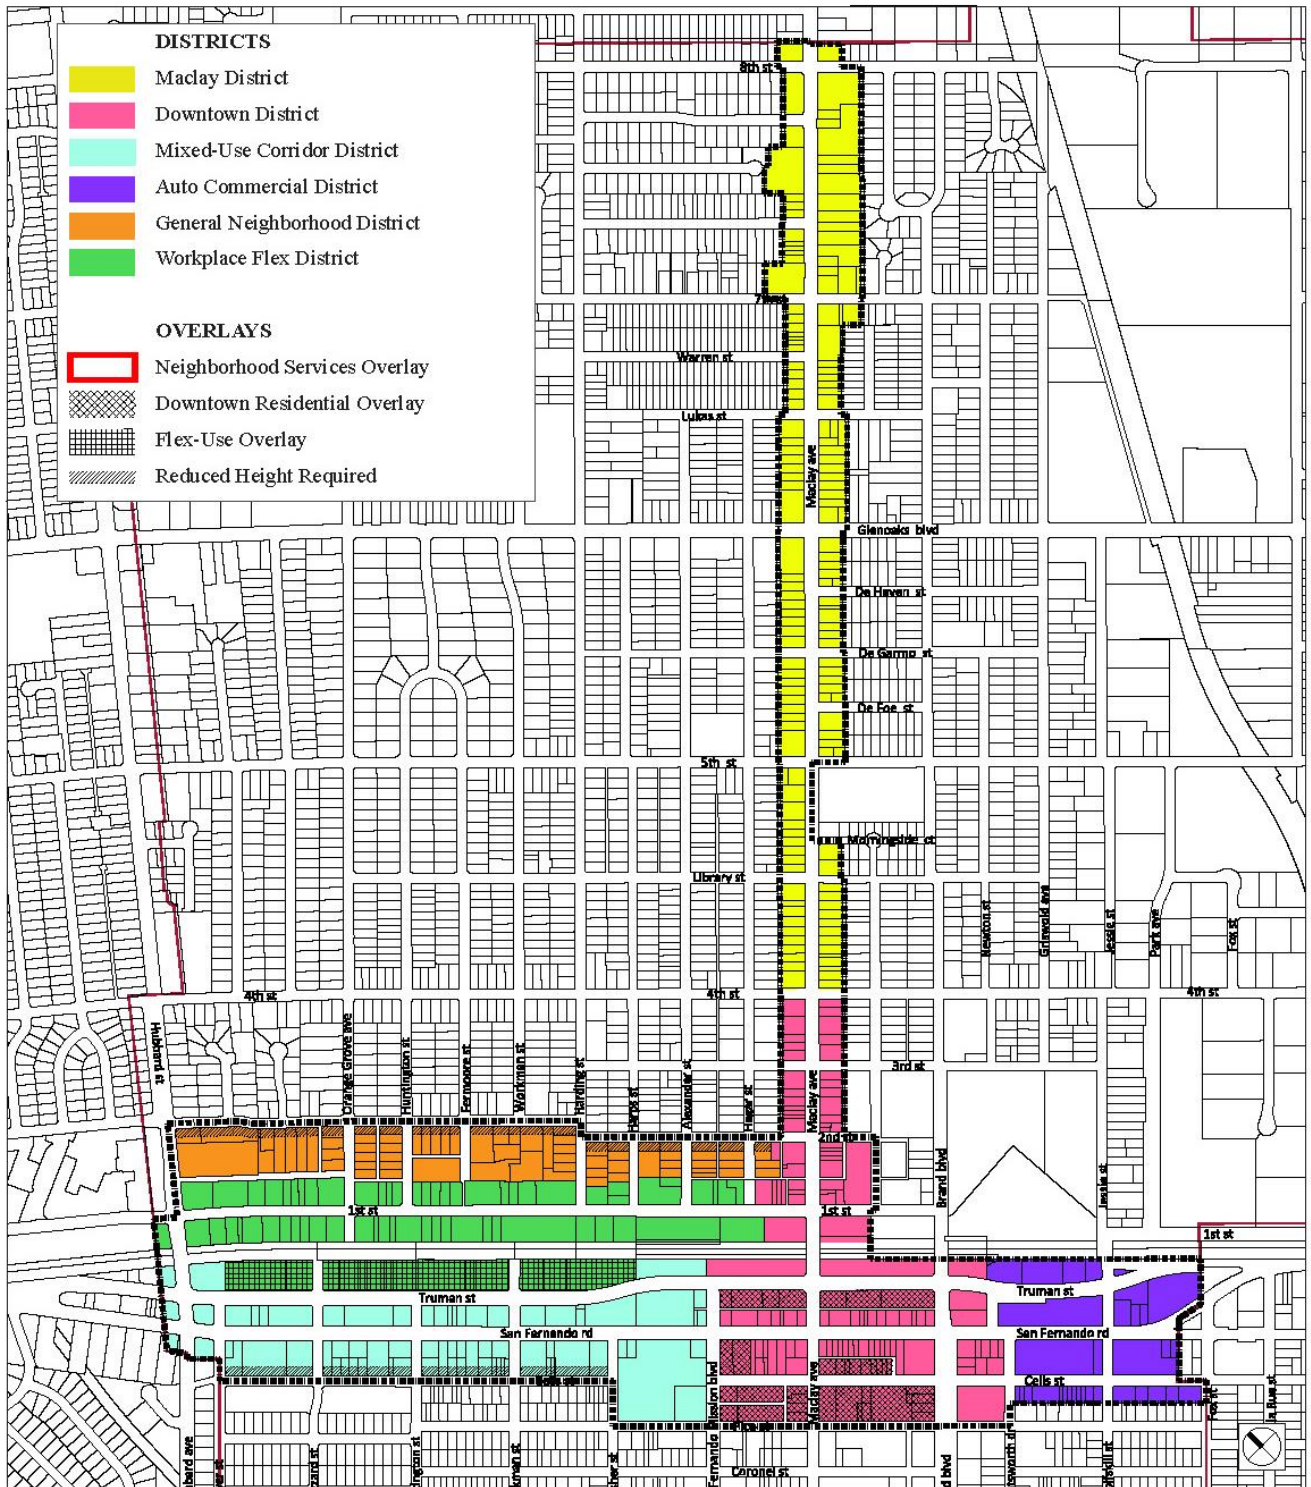 DISTRICTS
Maclay District
Downtown District
Mixed-Use Corridor District
Auto Commercial District
General Neighborhood District
Workplace Flex District
OVERLAYS
Neighborhood Services Overlay
Downtown Residential Overlay
Flex-Use Overlay
Reduced Height Required
8th st
Warren st
Lukas st
Maclay ave
Glenoaks blvd
De Haven st
De Garmo st
De Foe st
5th st
Morningside ct
Library st
Newton st
Griswold ave
Jessie st
Park ave
Fox st
4th st
4th st
4th st
Hubbard st
Orange Grove ave
Huntington st
Fermoore st
Workman st
Harding st
Harps st
Alexander st
Hagar st
Maclay ave
3rd st
2nd st
Brand blvd
Jessie st
1st st
1st st
1st st
Truman st
Truman st
San Fernando rd
San Fernando rd
Celis st
Maclay ave
Fox st
la Rue st
Coronel st